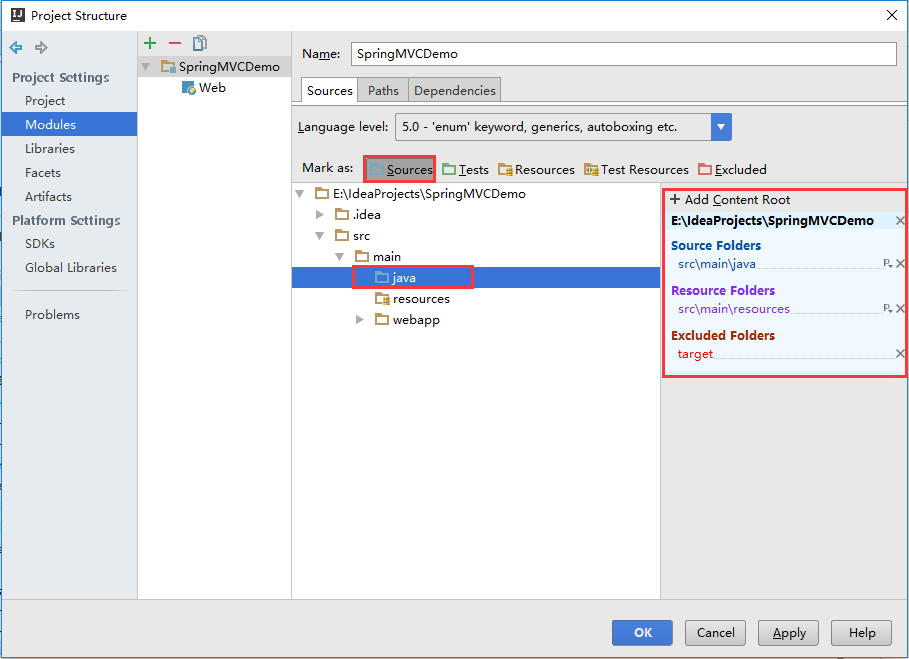 Project Structure
Project Settings
Project
Modules
Libraries
Facets
Artifacts
Platform Settings
SDKs
Global Libraries
Problems
SpringMVCDemo
Web
Name: SpringMVCDemo
Sources Paths Dependencies
Language level: 5.0 - 'enum' keyword, generics, autoboxing etc.
Mark as: Sources Tests Resources Test Resources Excluded
E:\IdeaProjects\SpringMVCDemo
.idea
src
main
java
resources
webapp
+ Add Content Root
E:\IdeaProjects\SpringMVCDemo
Source Folders
src\main\java
Resource Folders
src\main\resources
Excluded Folders
target
OK Cancel Apply Help